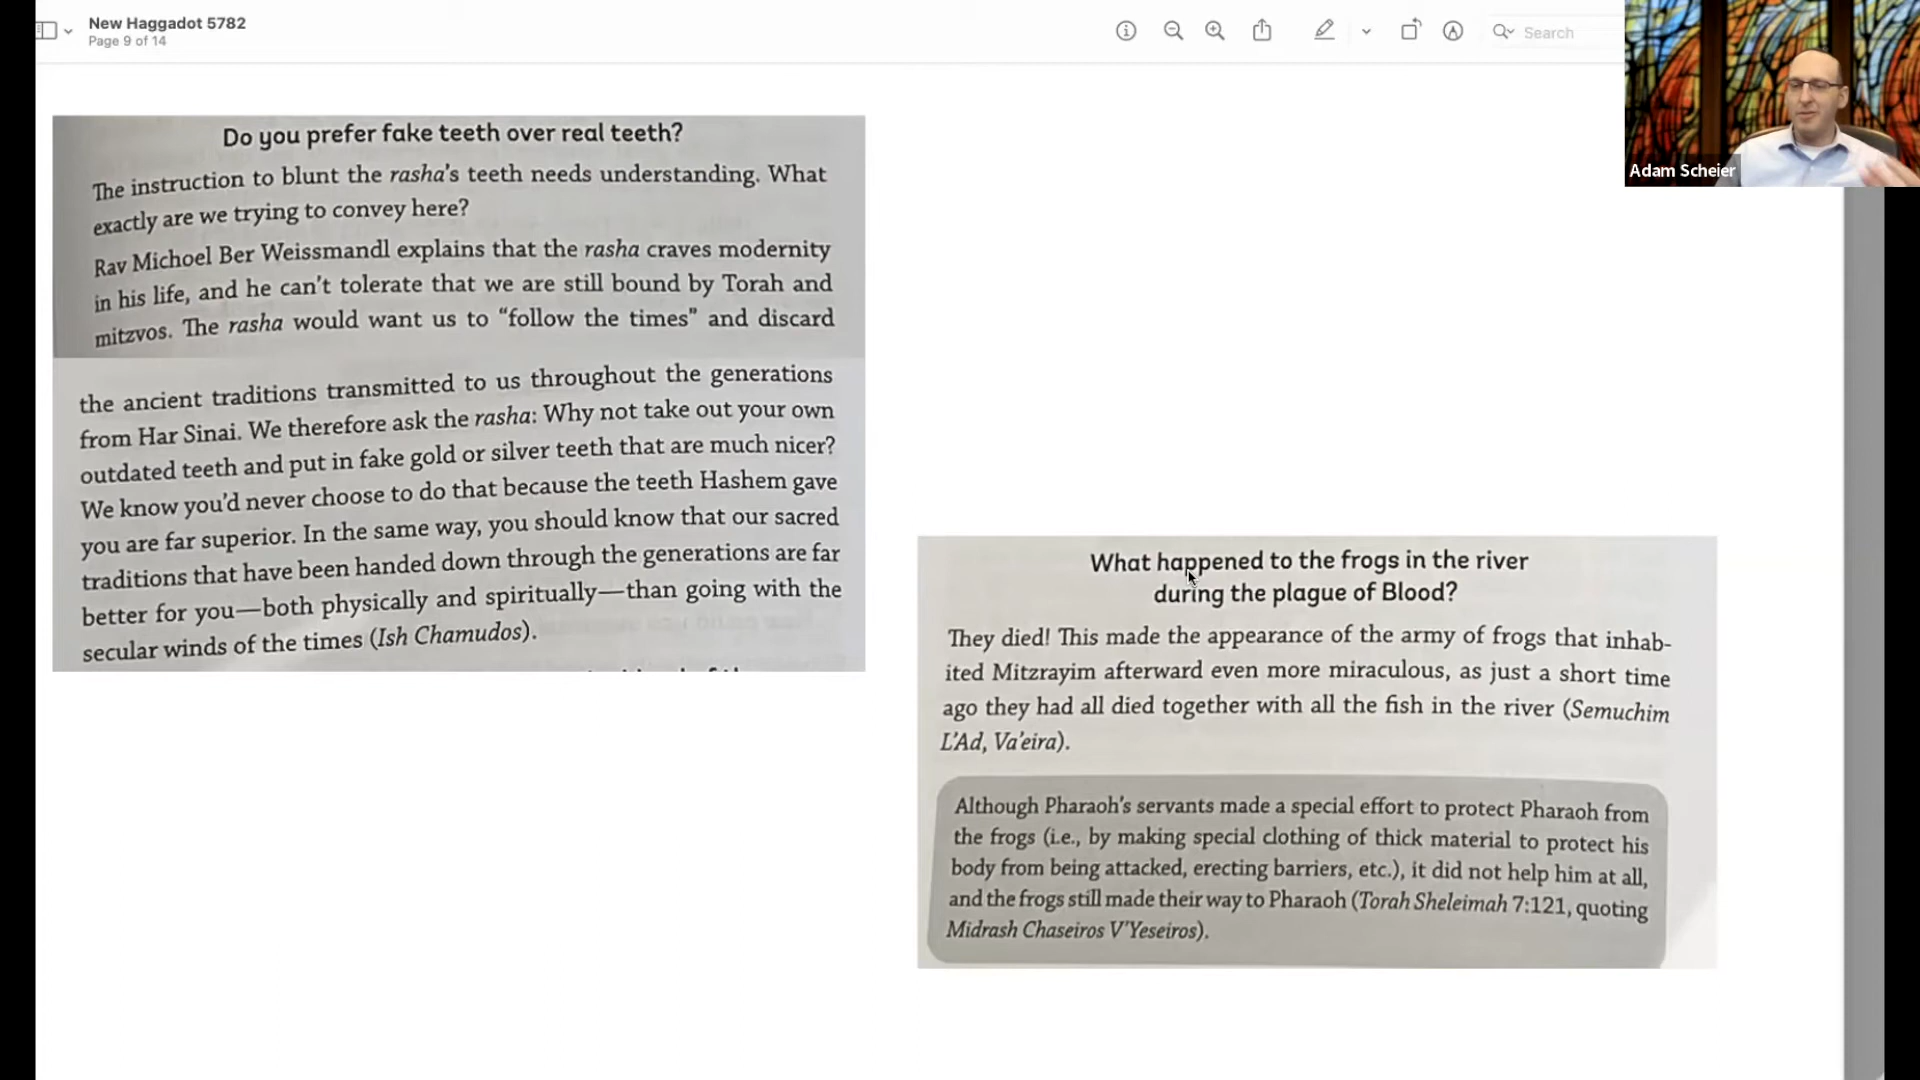 New Haggadot 5782
Page 9 of 14
Search
Adam Scheier
Do you prefer fake teeth over real teeth?
The instruction to blunt the rasha's teeth needs understanding. What
exactly are we trying to convey here?
Rav Michoel Ber Weissmandl explains that the rasha craves modernity
in his life, and he can't tolerate that we are still bound by Torah and
mitzvos. The rasha would want us to “follow the times” and discard
the ancient traditions transmitted to us throughout the generations
from Har Sinai. We therefore ask the rasha: Why not take out your own
outdated teeth and put in fake gold or silver teeth that are much nicer?
We know you'd never choose to do that because the teeth Hashem gave
you are far superior. In the same way, you should know that our sacred
traditions that have been handed down through the generations are far
better for you—both physically and spiritually—than going with the
secular winds of the times (Ish Chamudos).
What happened to the frogs in the river
during the plague of Blood?
They died! This made the appearance of the army of frogs that inhab-
ited Mitzrayim afterward even more miraculous, as just a short time
ago they had all died together with all the fish in the river (Semuchim
L'Ad, Va'eira).
Although Pharaoh's servants made a special effort to protect Pharaoh from
the frogs (i.e., by making special clothing of thick material to protect his
body from being attacked, erecting barriers, etc.), it did not help him at all,
and the frogs still made their way to Pharaoh (Torah Sheleimah 7:121, quoting
Midrash Chaseiros V'Yeseiros).